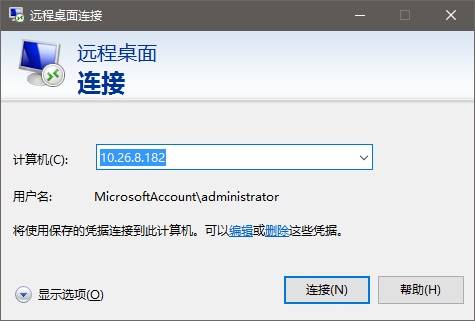 远程桌面连接
远程桌面
连接
计算机(C): 10.26.8.182
用户名: MicrosoftAccount\administrator
将使用保存的凭据连接到此计算机。可以编辑或删除这些凭据。
显示选项(O) 连接(N) 帮助(H)